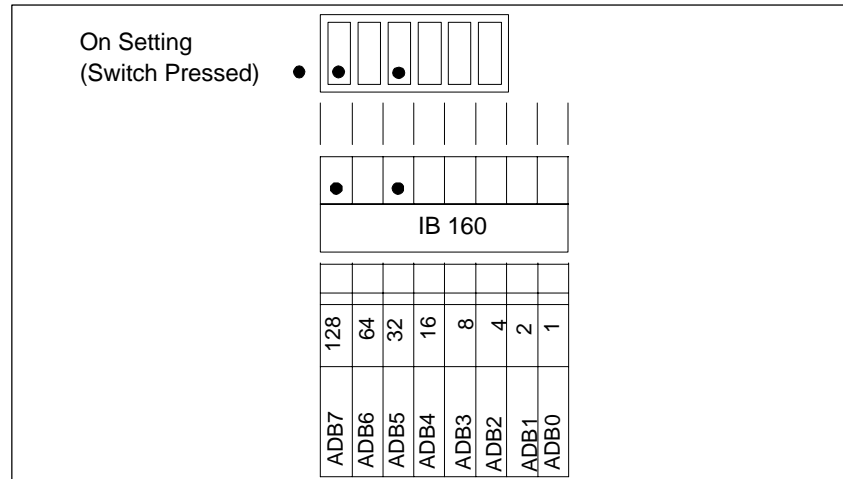 On Setting
(Switch Pressed)
IB 160
128 64 32 16 8 4 2 1
ADB7 ADB6 ADB5 ADB4 ADB3 ADB2 ADB1 ADB0